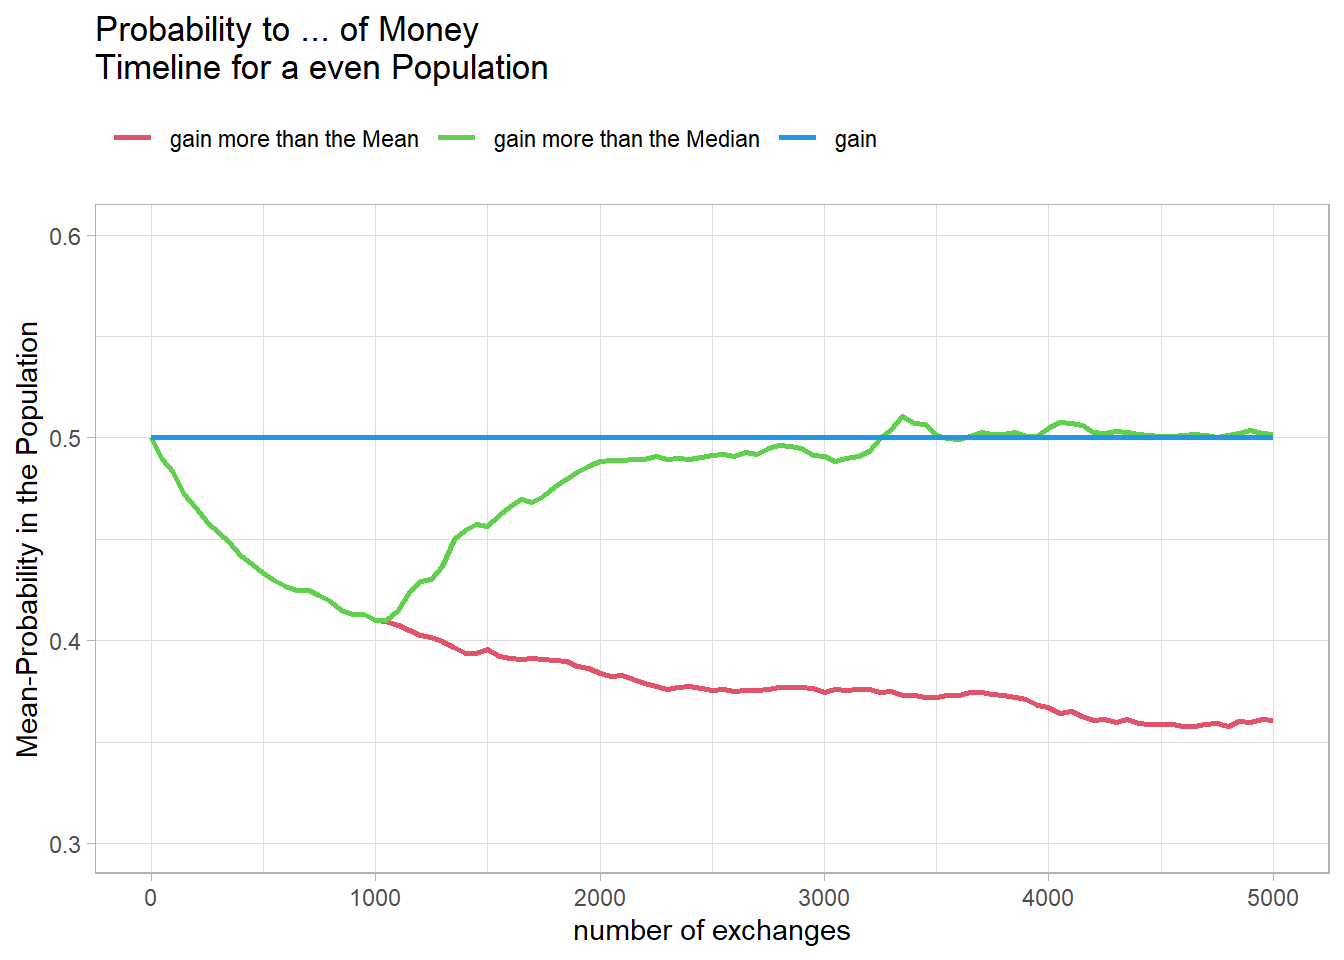 Probability to ... of Money
Timeline for a even Population
gain more than the Mean gain more than the Median gain
Mean-Probability in the Population
0.6
0.5
0.4
0.3
0 1000 2000 3000 4000 5000
number of exchanges